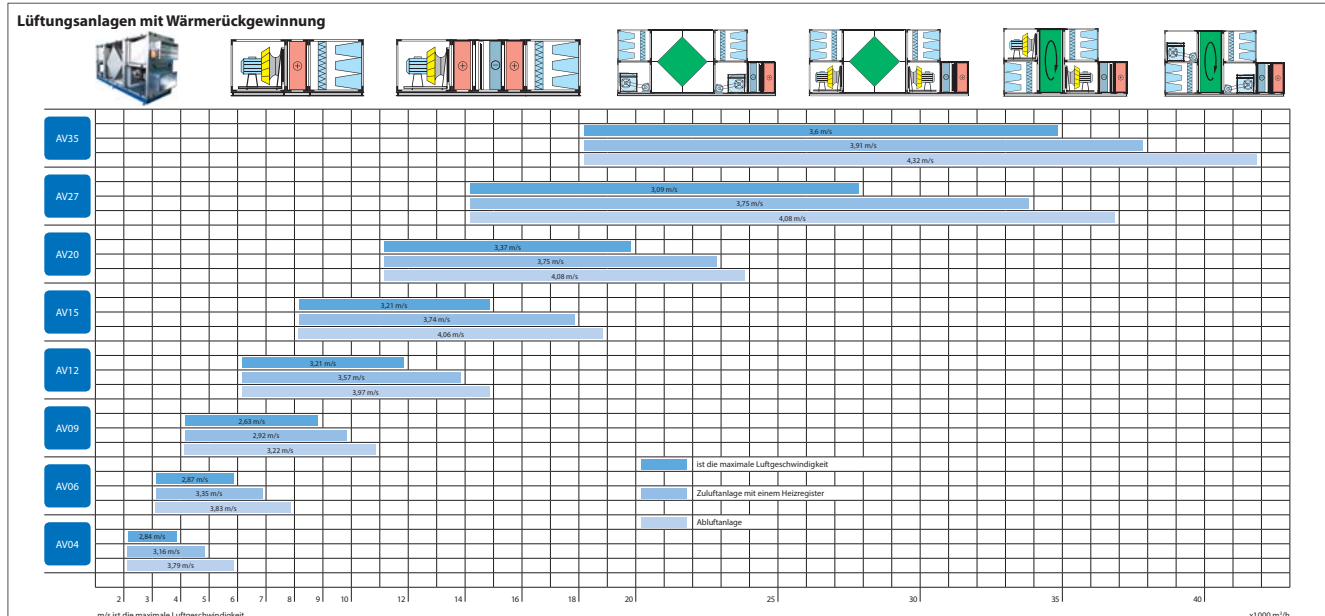 Lüftungsanlagen mit Wärmerückgewinnung
AV35
3,6 m/s
3,91 m/s
4,32 m/s
AV27
3,09 m/s
3,75 m/s
4,08 m/s
AV20
3,37 m/s
3,75 m/s
4,08 m/s
AV15
3,21 m/s
3,74 m/s
4,06 m/s
AV12
3,21 m/s
3,57 m/s
3,97 m/s
AV09
2,63 m/s
2,92 m/s
3,22 m/s
ist die maximale Luftgeschwindigkeit
AV06
2,87 m/s
3,35 m/s
Zuluftanlage mit einem Heizregister
3,83 m/s
Abluftanlage
AV04
2,84 m/s
3,16 m/s
3,79 m/s
2 3 4 5 6 7 8 9 10 12 14 16 18 20 25 30 35 40
m/s ist die maximale Luftgeschwindigkeit
x1000 m³/h